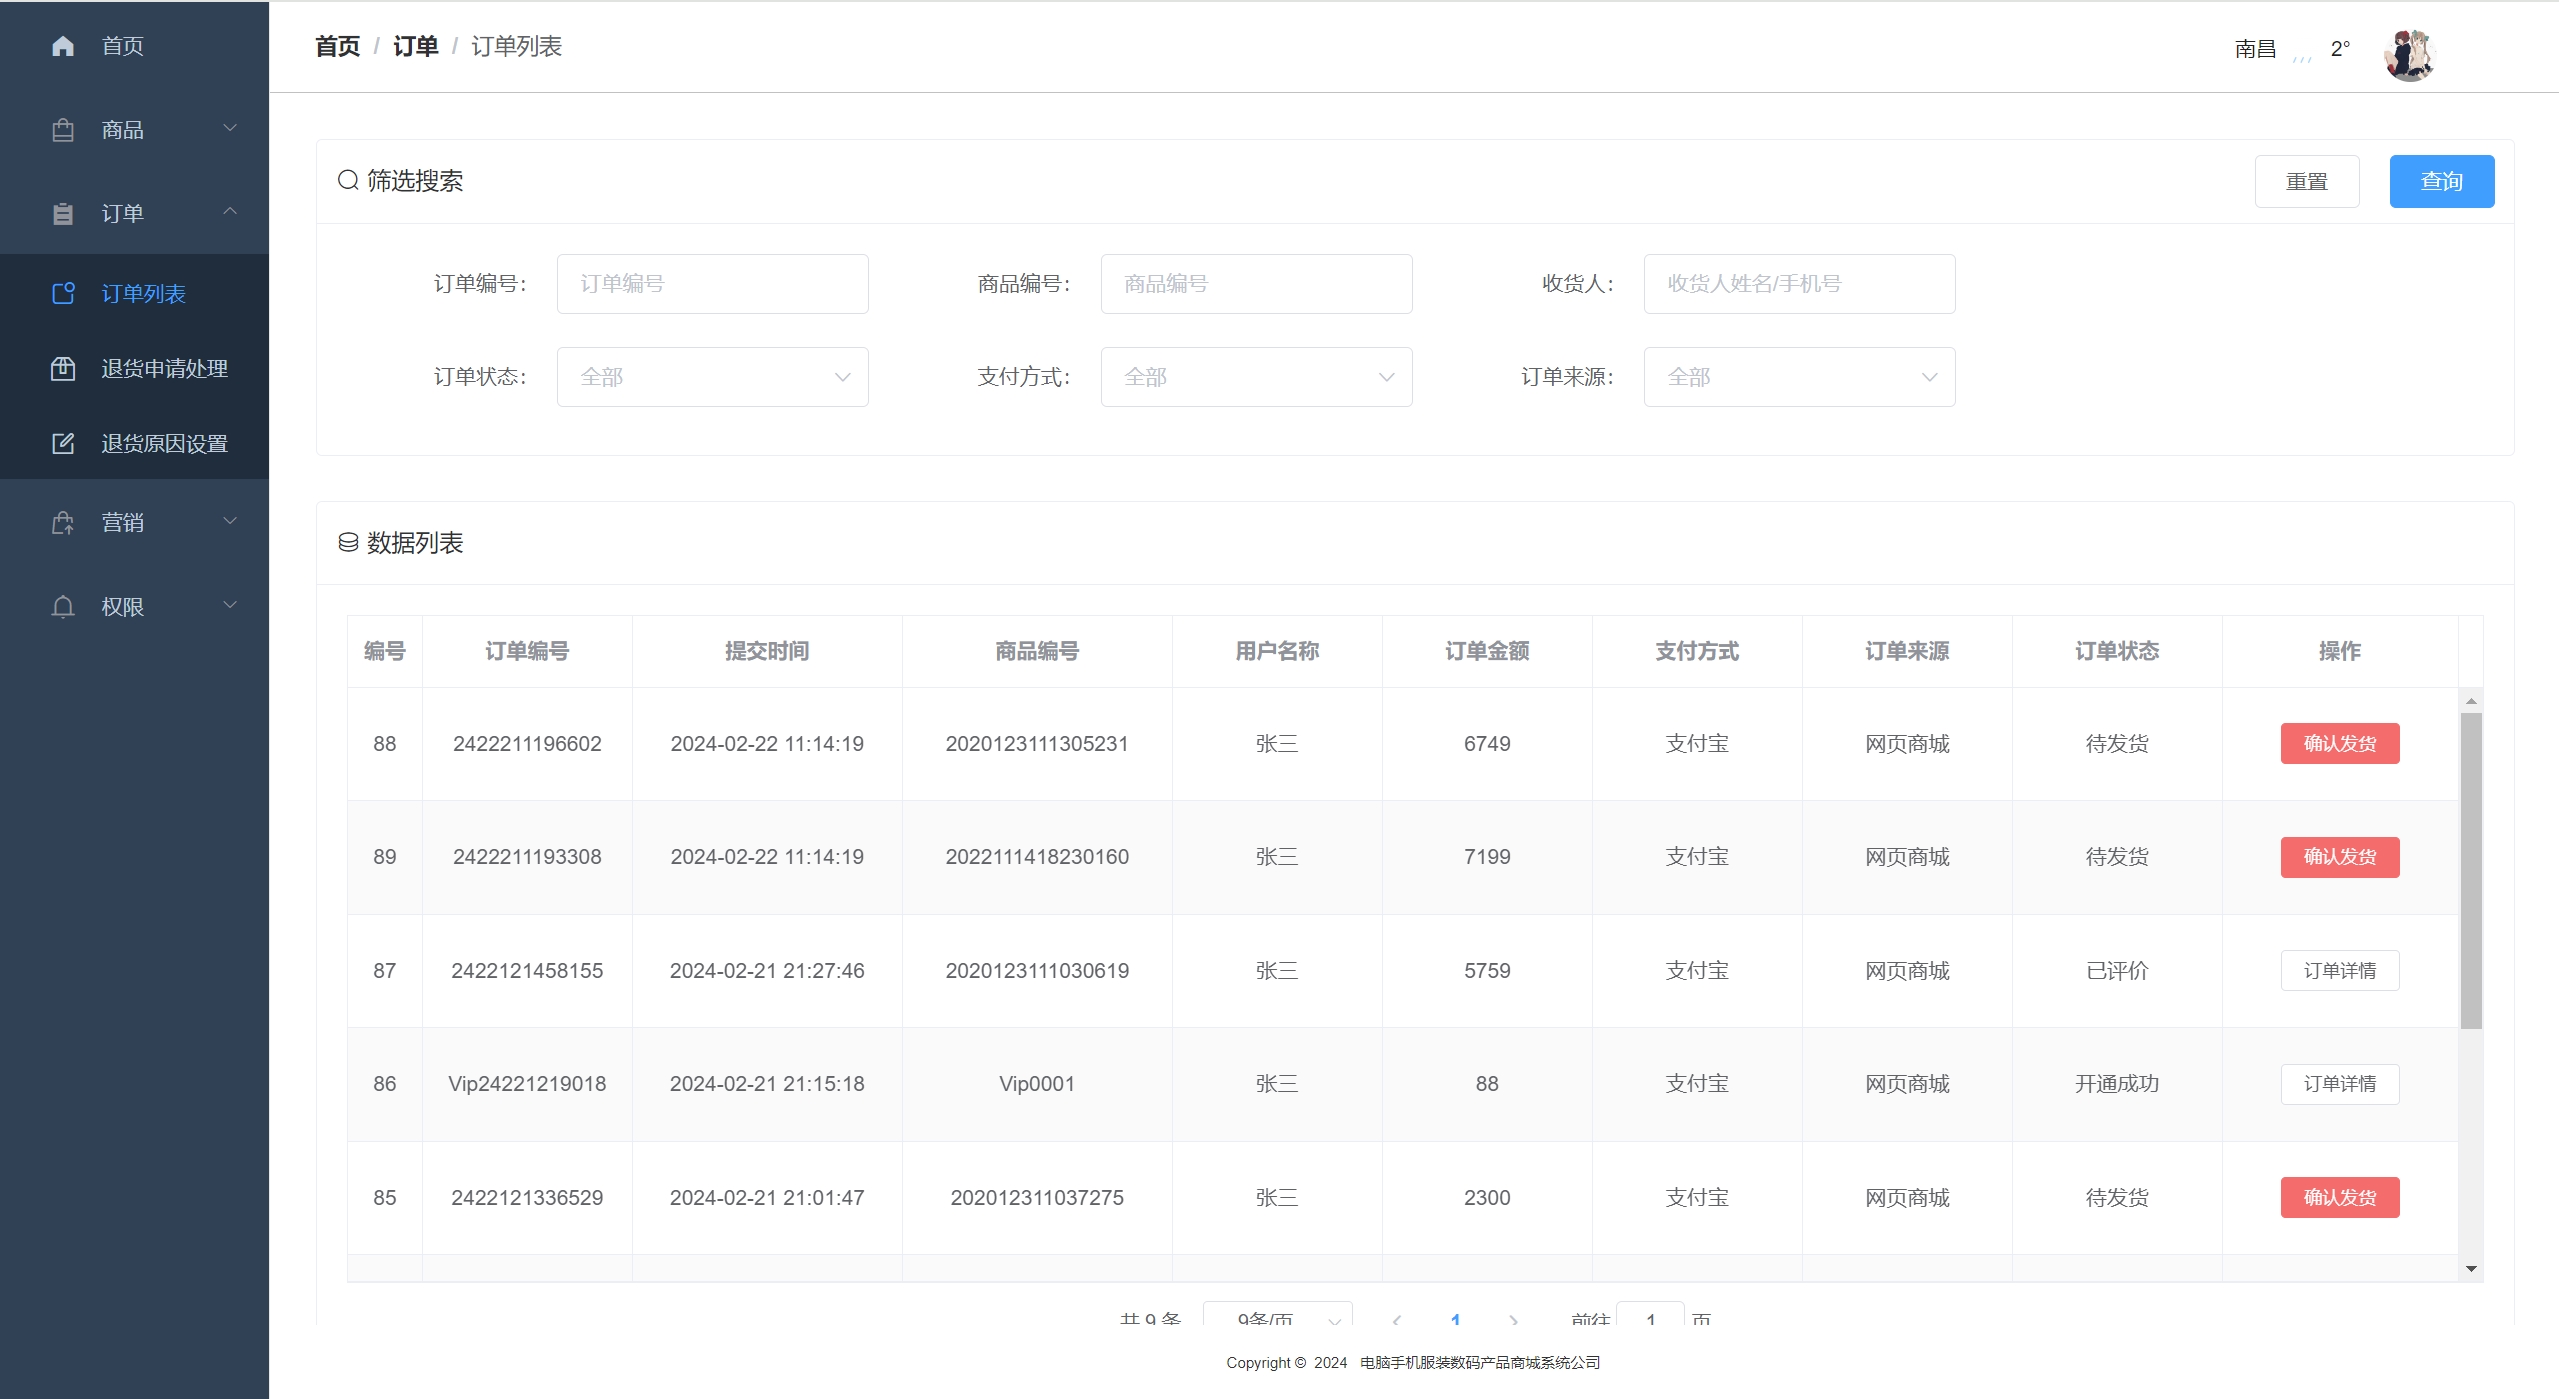 首页
商品
订单
订单列表
退货申请处理
退货原因设置
营销
权限
首页 / 订单 / 订单列表
南昌 2°
筛选搜索 重置 查询
订单编号： 订单编号 商品编号： 商品编号 收货人： 收货人姓名/手机号
订单状态： 全部 支付方式： 全部 订单来源： 全部
数据列表
编号 订单编号 提交时间 商品编号 用户名称 订单金额 支付方式 订单来源 订单状态 操作
88 2422211196602 2024-02-22 11:14:19 2020123111305231 张三 6749 支付宝 网页商城 待发货 确认发货
89 2422211193308 2024-02-22 11:14:19 2022111418230160 张三 7199 支付宝 网页商城 待发货 确认发货
87 2422121458155 2024-02-21 21:27:46 2020123111030619 张三 5759 支付宝 网页商城 已评价 订单详情
86 Vip24221219018 2024-02-21 21:15:18 Vip0001 张三 88 支付宝 网页商城 开通成功 订单详情
85 2422121336529 2024-02-21 21:01:47 202012311037275 张三 2300 支付宝 网页商城 待发货 确认发货
共 9 条 9条/页 1 前往 1 页
Copyright © 2024 电脑手机服装数码产品商城系统公司